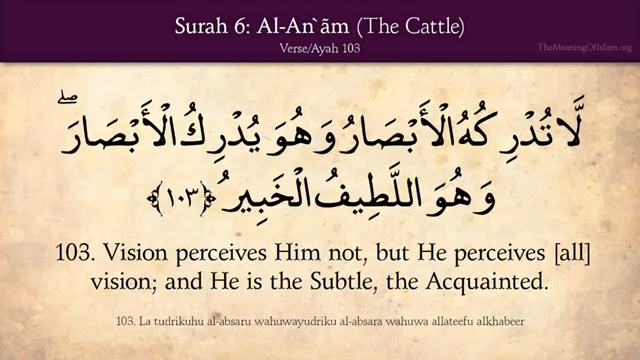 Surah 6: Al-An`ãm (The Cattle)
Verse/Ayah 103
TheMeaningOfIslam.org
لَّا تُدْرِكُهُ الْأَبْصَارُ وَهُوَ يُدْرِكُ الْأَبْصَارَ ۖ
وَهُوَ اللَّطِيفُ الْخَبِيرُ ﴿١٠٣﴾
103. Vision perceives Him not, but He perceives [all]
vision; and He is the Subtle, the Acquainted.
103. La tudrikuhu al-absaru wahuwayudriku al-absara wahuwa allateefu alkhabeer